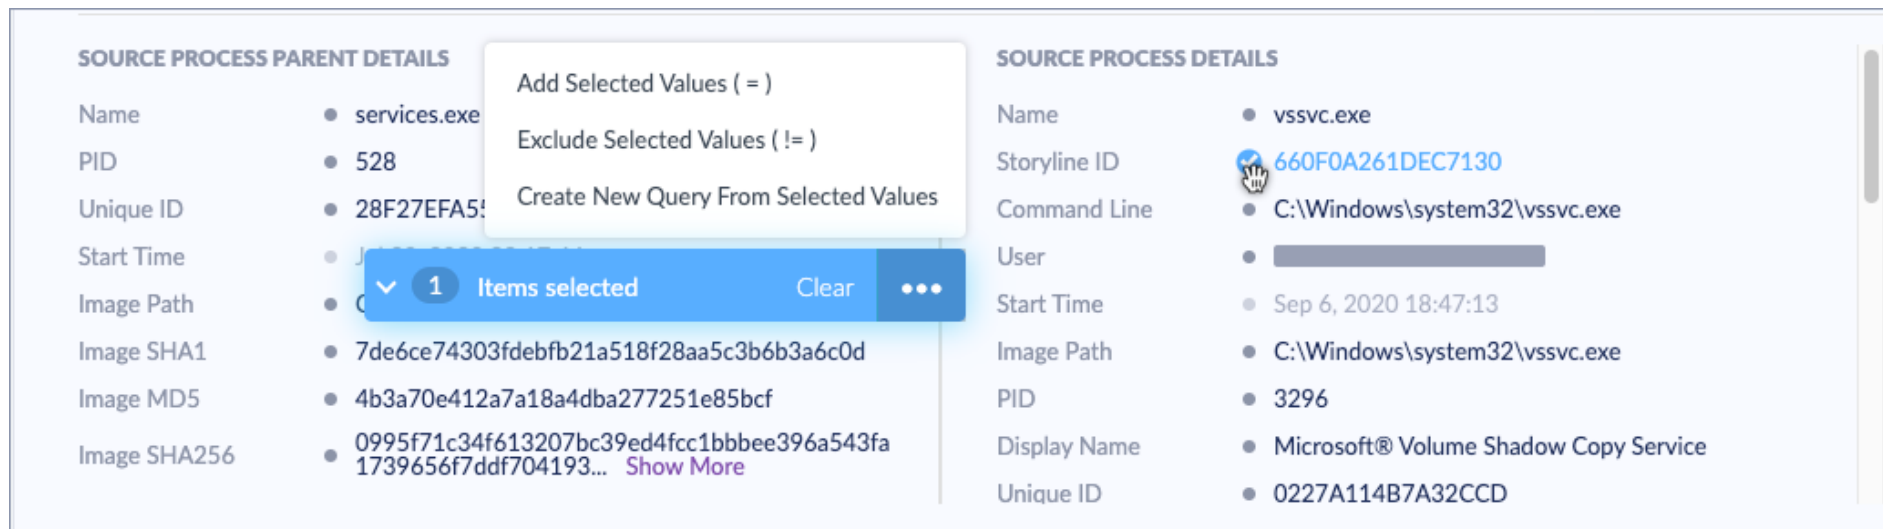 SOURCE PROCESS PARENT DETAILS
Name services.exe
PID 528
Unique ID 28F27EFA5
Start Time
Image Path
Image SHA1 7de6ce74303fdebfb21a518f28aa5c3b6b3a6c0d
Image MD5 4b3a70e412a7a18a4dba277251e85bcf
Image SHA256 0995f71c34f613207bc39ed4fcc1bbbee396a543fa
1739656f7ddf704193... Show More
Add Selected Values ( = )
Exclude Selected Values ( != )
Create New Query From Selected Values
1 Items selected Clear
SOURCE PROCESS DETAILS
Name vssvc.exe
Storyline ID 660F0A261DEC7130
Command Line C:\Windows\system32\vssvc.exe
User
Start Time Sep 6, 2020 18:47:13
Image Path C:\Windows\system32\vssvc.exe
PID 3296
Display Name Microsoft® Volume Shadow Copy Service
Unique ID 0227A114B7A32CCD